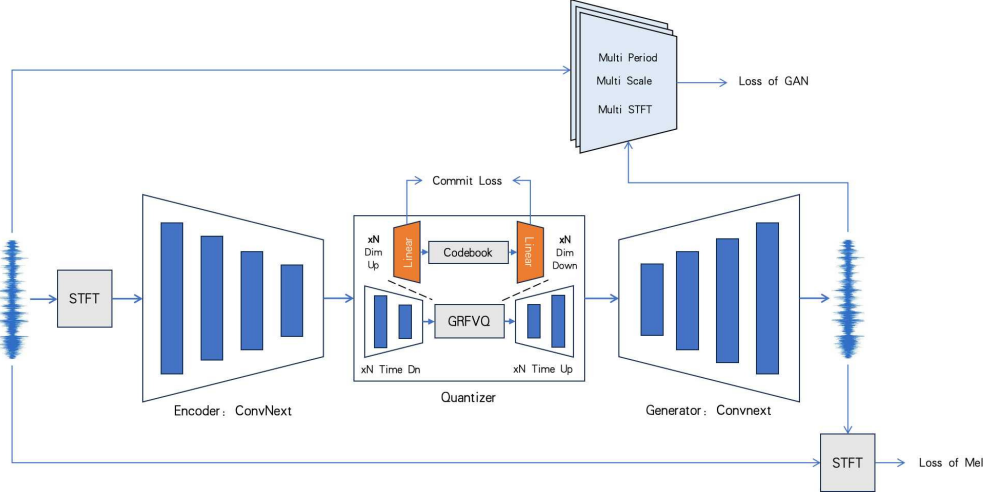 Multi Period
Multi Scale
Multi STFT
Loss of GAN
Commit Loss
xN
Dim
Up
Linear
Codebook
Linear
xN
Dim
Down
STFT
GRFVQ
xN Time Dn
xN Time Up
Quantizer
Encoder: ConvNext
Generator: Convnext
STFT
Loss of Mel